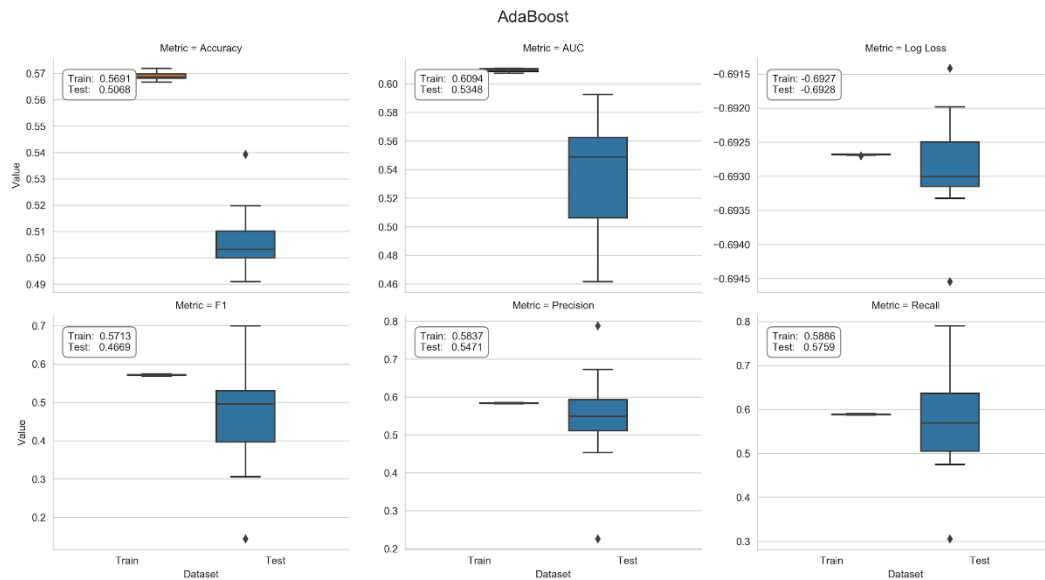 AdaBoost
Metric = Accuracy
Value
0.57
0.56
0.55
0.54
0.53
0.52
0.51
0.50
0.49
Train: 0.5691
Test: 0.5068
Metric = AUC
0.60
0.58
0.56
0.54
0.52
0.50
0.48
0.46
Train: 0.6094
Test: 0.5348
Metric = Log Loss
−0.6915
−0.6920
−0.6925
−0.6930
−0.6935
−0.6940
−0.6945
Train: -0.6927
Test: -0.6928
Metric = F1
Value
0.7
0.6
0.5
0.4
0.3
0.2
Train: 0.5713
Test: 0.4669
Train Test
Dataset
Metric = Precision
0.8
0.7
0.6
0.5
0.4
0.3
0.2
Train: 0.5837
Test: 0.5471
Train Test
Dataset
Metric = Recall
0.8
0.7
0.6
0.5
0.4
0.3
Train: 0.5886
Test: 0.5759
Train Test
Dataset